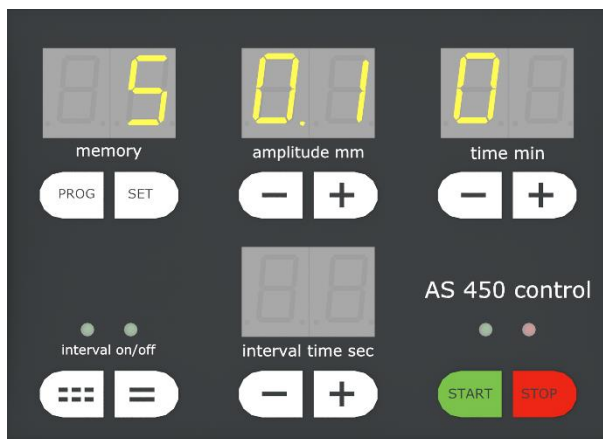 5 0.1 0
memory amplitude mm time min
PROG SET − + − +
AS 450 control
interval on/off interval time sec
− + START STOP